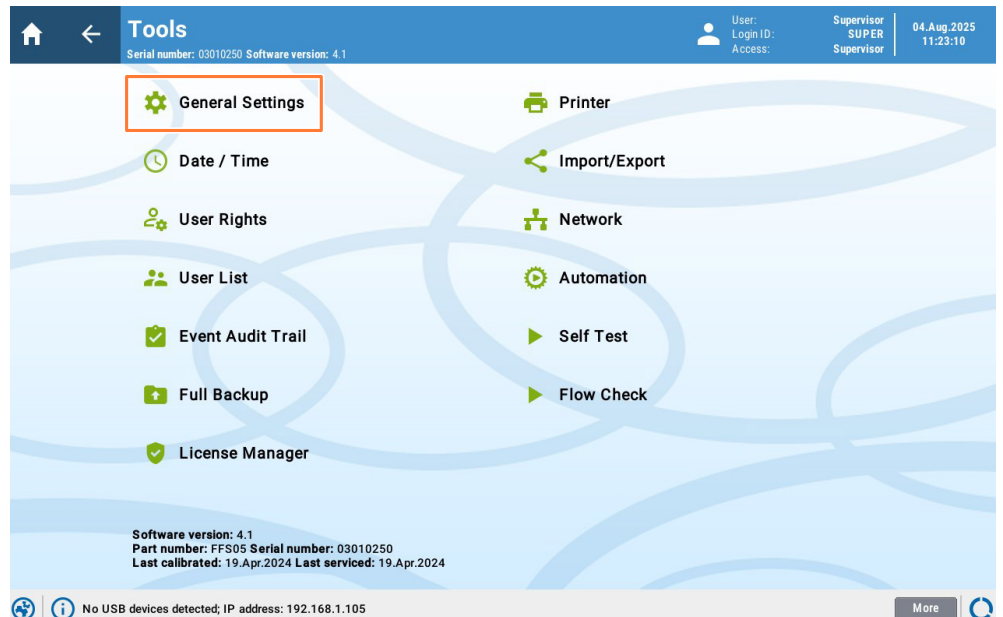 Tools
Serial number: 03010250 Software version: 4.1
User: Supervisor
Login ID: SUPER
Access: Supervisor
04.Aug.2025
11:23:10
General Settings
Printer
Date / Time
Import/Export
User Rights
Network
User List
Automation
Event Audit Trail
Self Test
Full Backup
Flow Check
License Manager
Software version: 4.1
Part number: FFS05 Serial number: 03010250
Last calibrated: 19.Apr.2024 Last serviced: 19.Apr.2024
No USB devices detected; IP address: 192.168.1.105
More